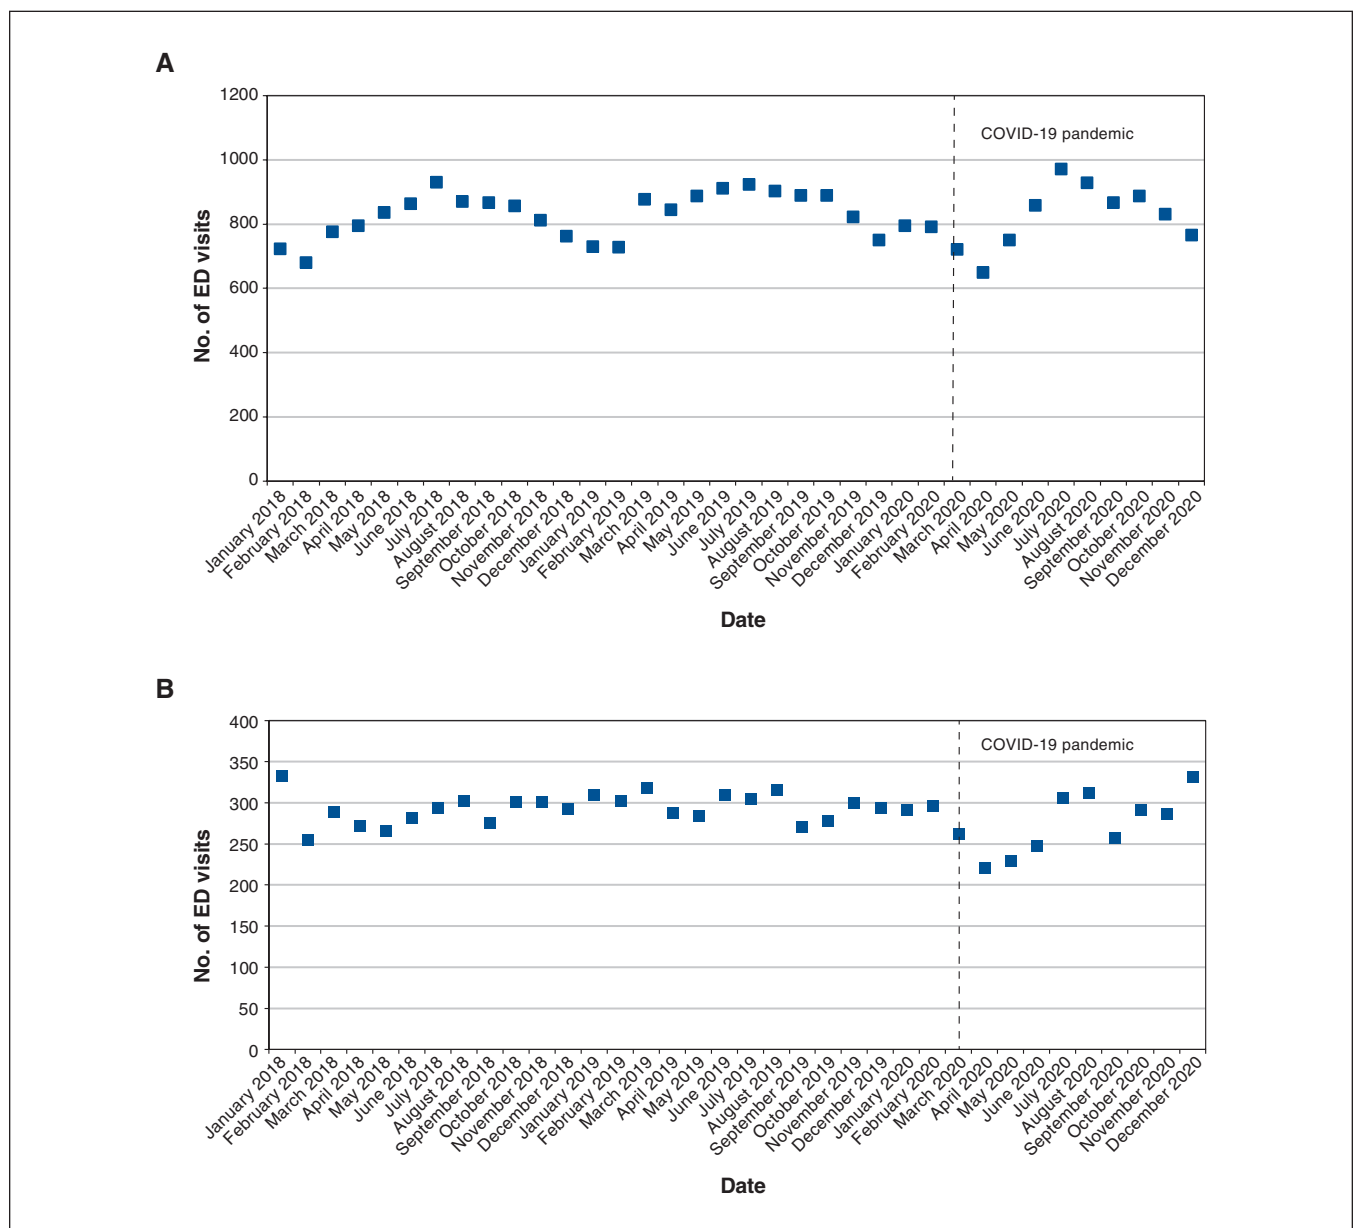 A
No. of ED visits
1200
1000
800
600
400
200
0
COVID-19 pandemic
January 2018
February 2018
March 2018
April 2018
May 2018
June 2018
July 2018
August 2018
September 2018
October 2018
November 2018
December 2018
January 2019
February 2019
March 2019
April 2019
May 2019
June 2019
July 2019
August 2019
September 2019
October 2019
November 2019
December 2019
January 2020
February 2020
March 2020
April 2020
May 2020
June 2020
July 2020
August 2020
September 2020
October 2020
November 2020
December 2020
Date
B
No. of ED visits
400
350
300
250
200
150
100
50
0
COVID-19 pandemic
January 2018
February 2018
March 2018
April 2018
May 2018
June 2018
July 2018
August 2018
September 2018
October 2018
November 2018
December 2018
January 2019
February 2019
March 2019
April 2019
May 2019
June 2019
July 2019
August 2019
September 2019
October 2019
November 2019
December 2019
January 2020
February 2020
March 2020
April 2020
May 2020
June 2020
July 2020
August 2020
September 2020
October 2020
November 2020
December 2020
Date